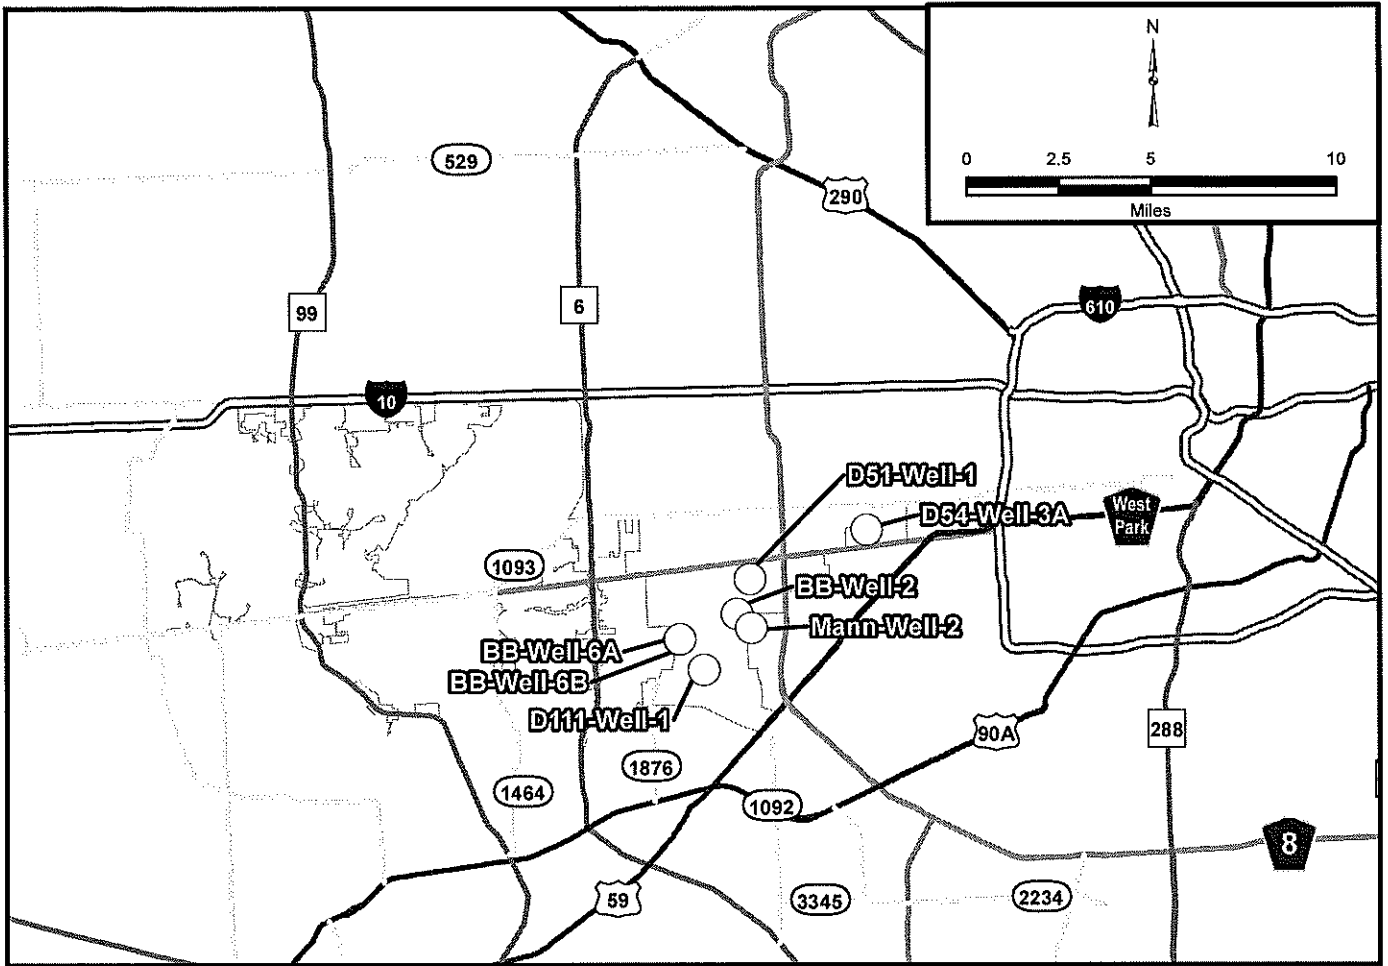 N
0 2.5 5 10
Miles
529
290
99
6
610
10
D51-Well-1
D54-Well-3A
West
Park
1093
BB-Well-2
Mann-Well-2
BB-Well-6A
BB-Well-6B
D111-Well-1
90A
288
1876
1464
1092
8
59
3345
2234